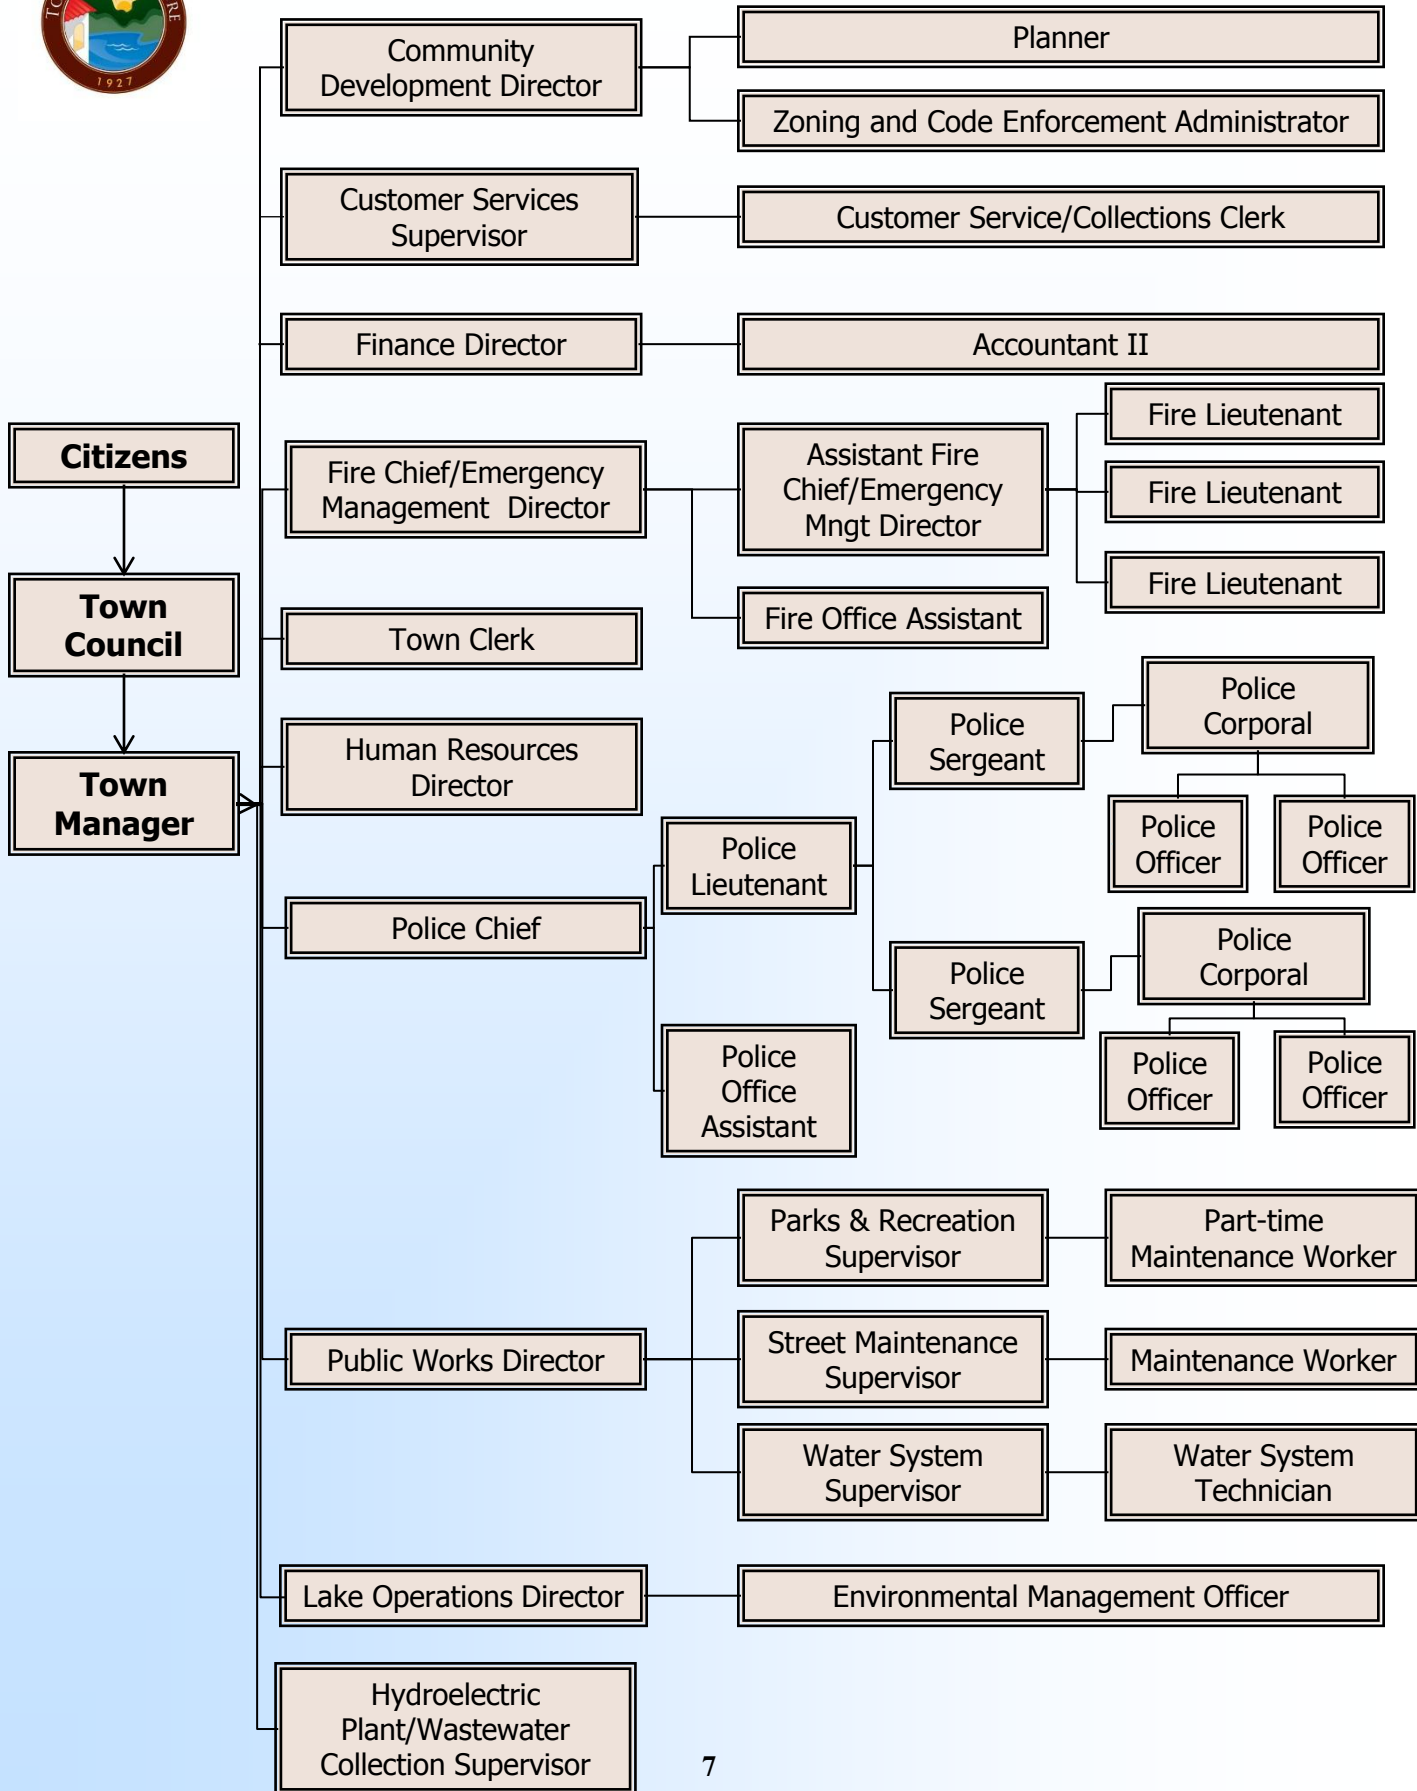 1927
Community
Development Director
Planner
Zoning and Code Enforcement Administrator
Customer Services
Supervisor
Customer Service/Collections Clerk
Finance Director
Accountant II
Citizens
Town
Council
Town
Manager
Fire Chief/Emergency
Management Director
Assistant Fire
Chief/Emergency
Mngt Director
Fire Lieutenant
Fire Lieutenant
Fire Lieutenant
Fire Office Assistant
Town Clerk
Human Resources
Director
Police Chief
Police
Lieutenant
Police
Office
Assistant
Police
Sergeant
Police
Corporal
Police
Officer
Police
Officer
Police
Sergeant
Police
Corporal
Police
Officer
Police
Officer
Public Works Director
Parks & Recreation
Supervisor
Part-time
Maintenance Worker
Street Maintenance
Supervisor
Maintenance Worker
Water System
Supervisor
Water System
Technician
Lake Operations Director
Environmental Management Officer
Hydroelectric
Plant/Wastewater
Collection Supervisor
7